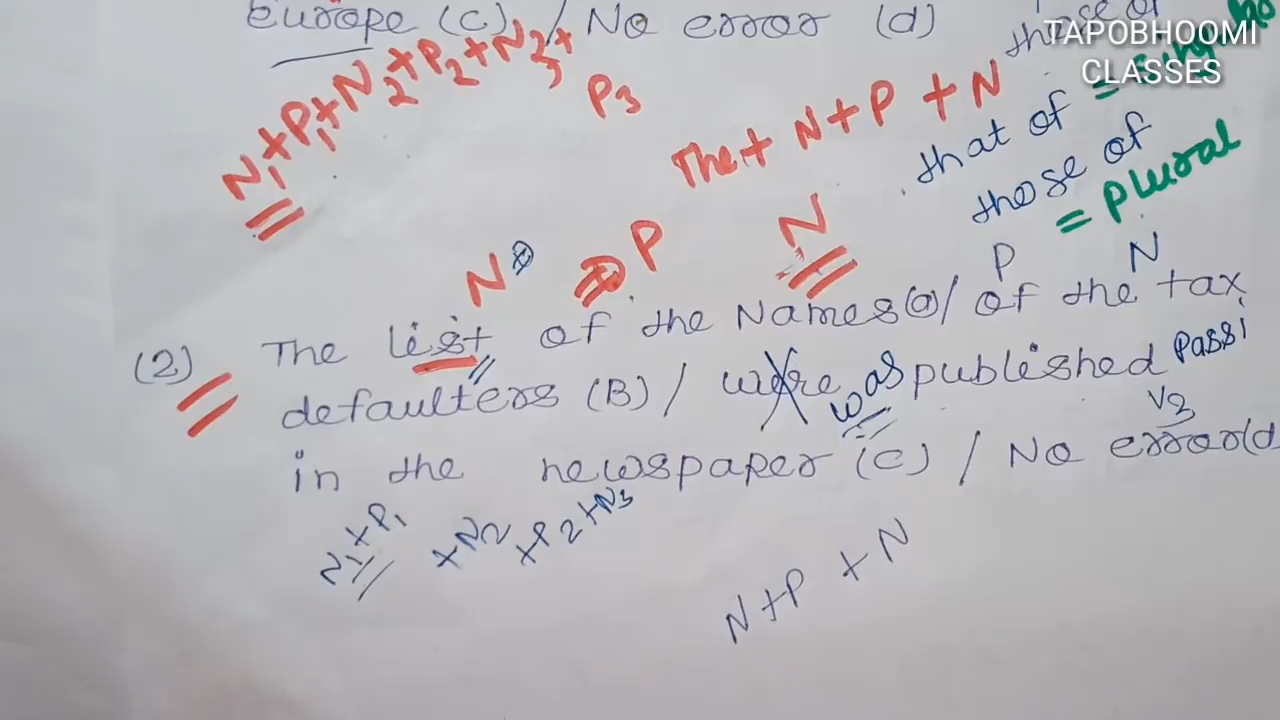 Europe (C) / No error (d)
those of
TAPOBHOOMI
CLASSES
N1+P1+N2+P2+N3+
P3
The + N+P + N
that of =
those of
= plural
N P N P N
(2) The list of the Names(a)/ of the tax
defaulters (B) / were was published Passi
V3
in the newspaper (C) / No error(d
N1+P1 +N2 +P2+N3
N+P + N